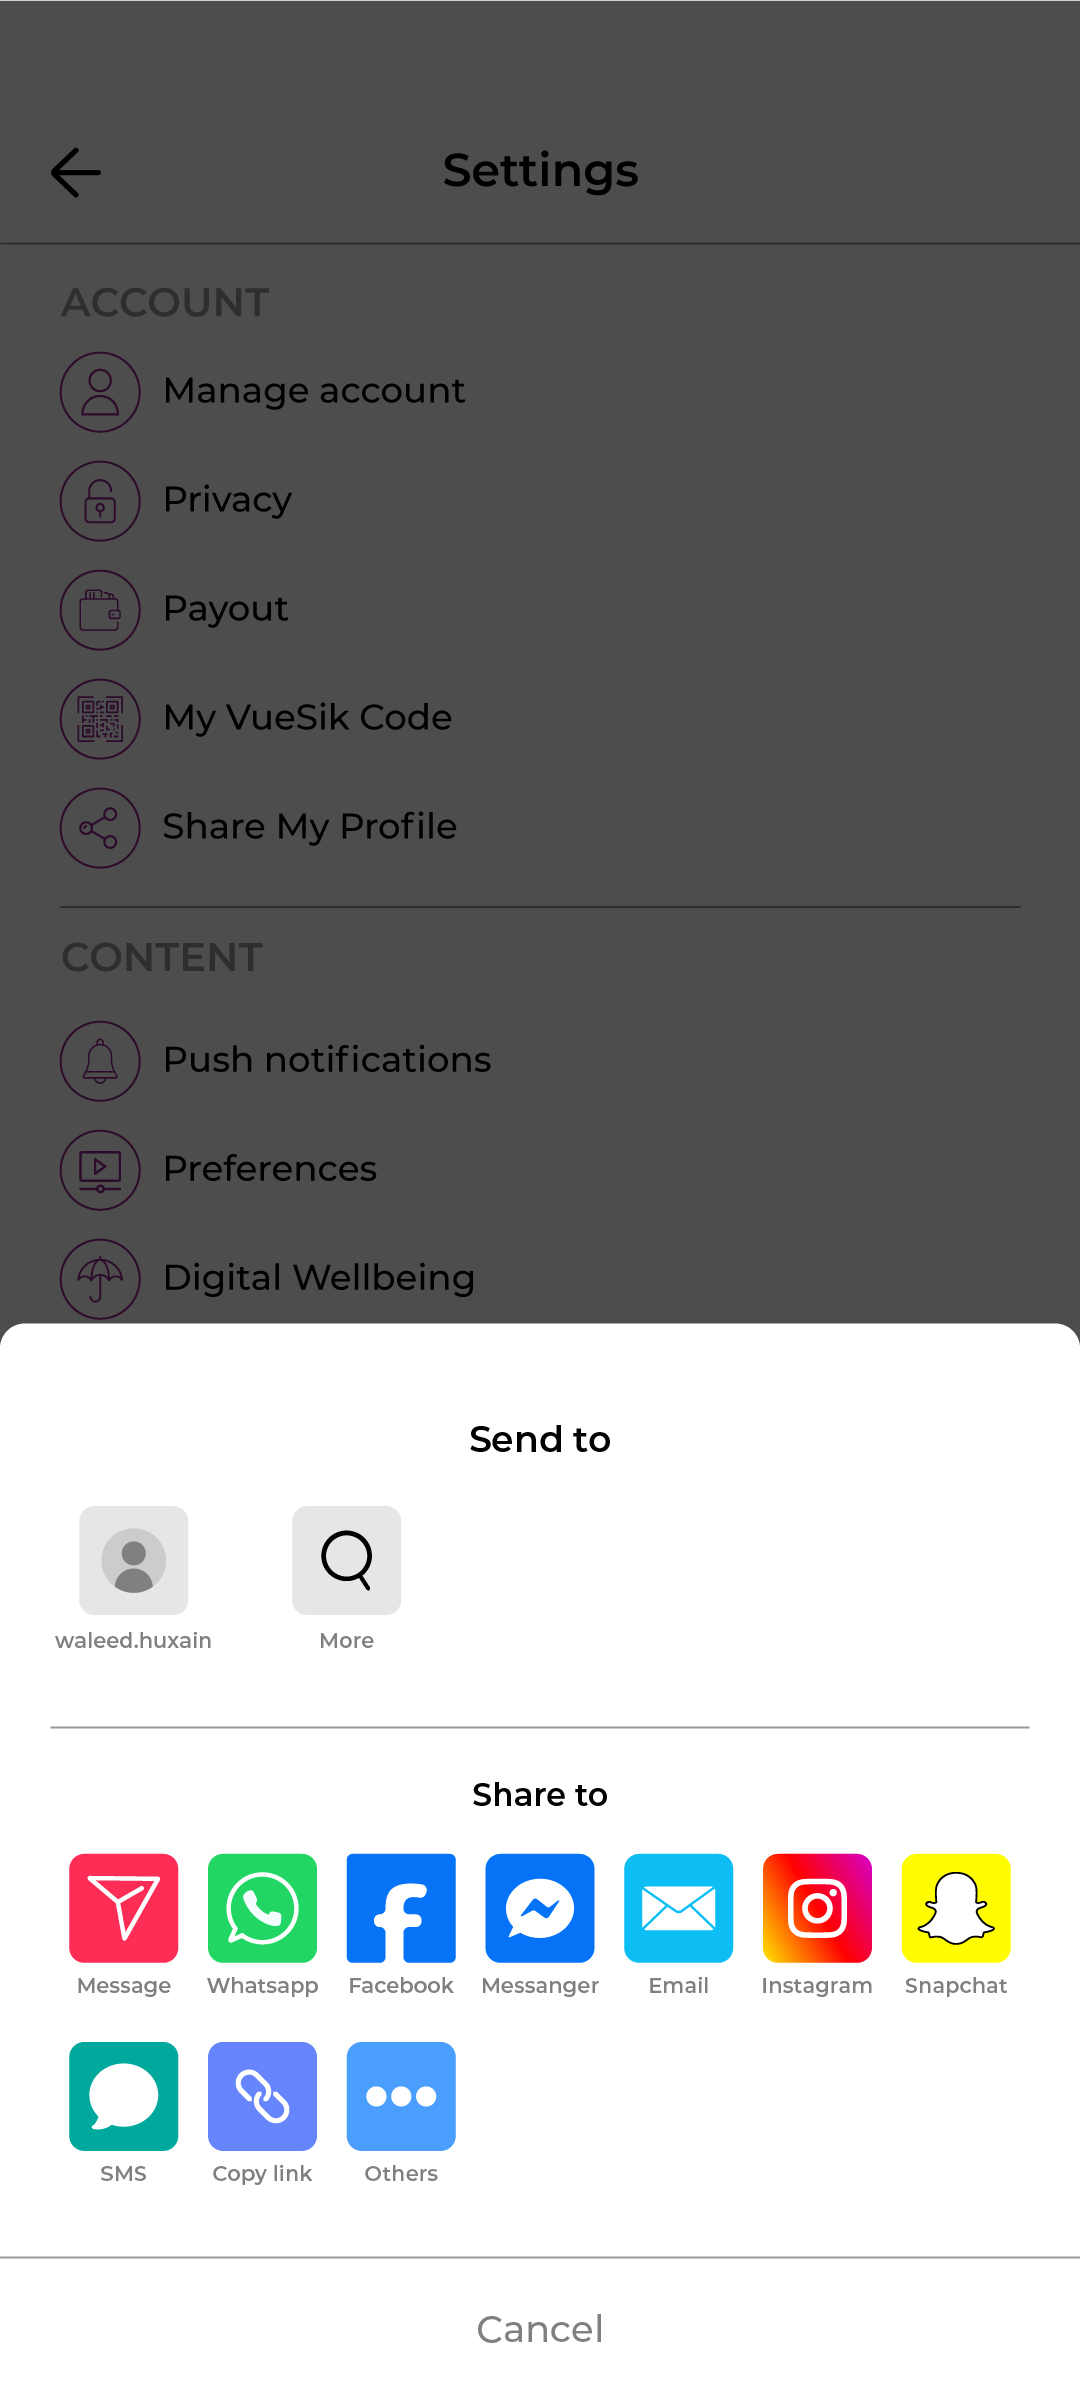 Settings
ACCOUNT
Manage account
Privacy
Payout
My VueSik Code
Share My Profile
CONTENT
Push notifications
Preferences
Digital Wellbeing
Send to
waleed.huxain More
Share to
Message Whatsapp Facebook Messanger Email Instagram Snapchat
SMS Copy link Others
Cancel